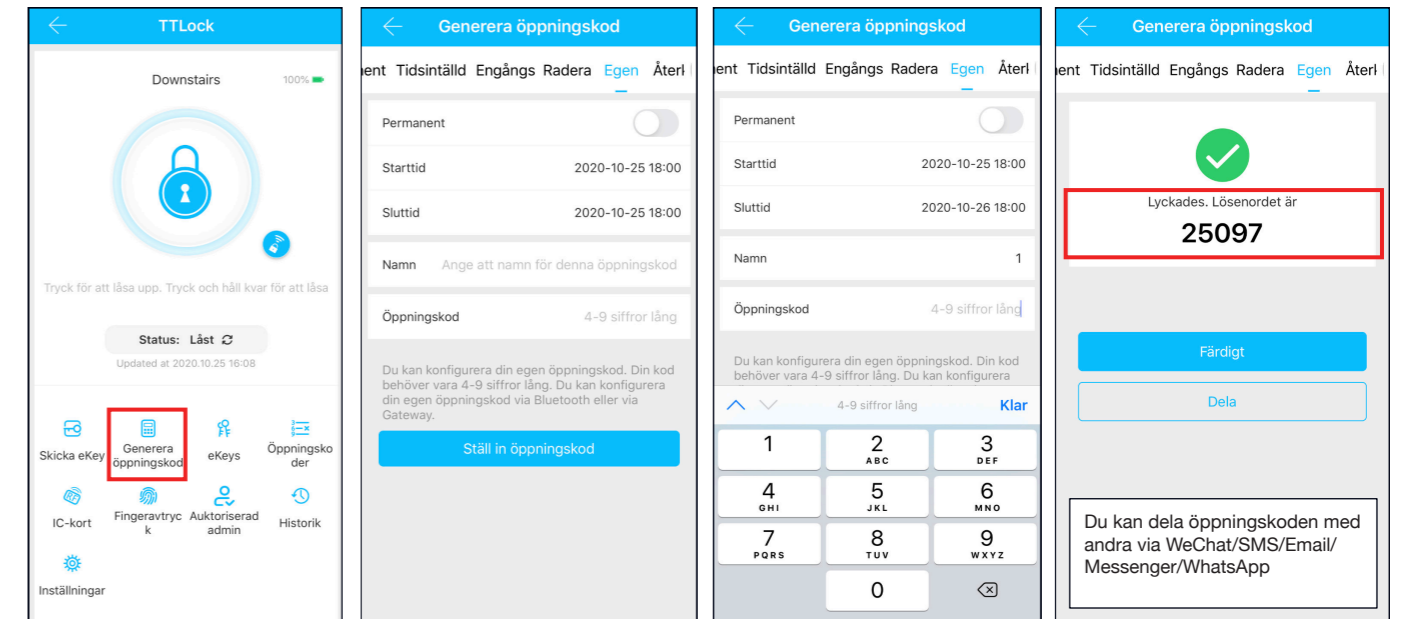 TTLock
Downstairs
100%
Tryck för att låsa upp. Tryck och håll kvar för att låsa
Status: Låst
Updated at 2020.10.25 16:08
Skicka eKey
Generera
öppningskod
eKeys
Öppningsko
der
IC-kort
Fingeravtryc
k
Auktoriserad
admin
Historik
Inställningar
Generera öppningskod
ent Tidsinställd Engångs Radera Egen Återk
Permanent
Starttid 2020-10-25 18:00
Sluttid 2020-10-25 18:00
Namn Ange att namn för denna öppningskod
Öppningskod 4-9 siffror lång
Du kan konfigurera din egen öppningskod. Din kod
behöver vara 4-9 siffror lång. Du kan konfigurera
din egen öppningskod via Bluetooth eller via
Gateway.
Ställ in öppningskod
Generera öppningskod
ent Tidsinställd Engångs Radera Egen Återk
Permanent
Starttid 2020-10-25 18:00
Sluttid 2020-10-26 18:00
Namn 1
Öppningskod 4-9 siffror lång
Du kan konfigurera din egen öppningskod. Din kod
behöver vara 4-9 siffror lång. Du kan konfigurera
4-9 siffror lång Klar
1 2 3
ABC DEF
4 5 6
GHI JKL MNO
7 8 9
PQRS TUV WXYZ
0
Generera öppningskod
ent Tidsinställd Engångs Radera Egen Återk
Lyckades. Lösenordet är
25097
Färdigt
Dela
Du kan dela öppningskoden med
andra via WeChat/SMS/Email/
Messenger/WhatsApp